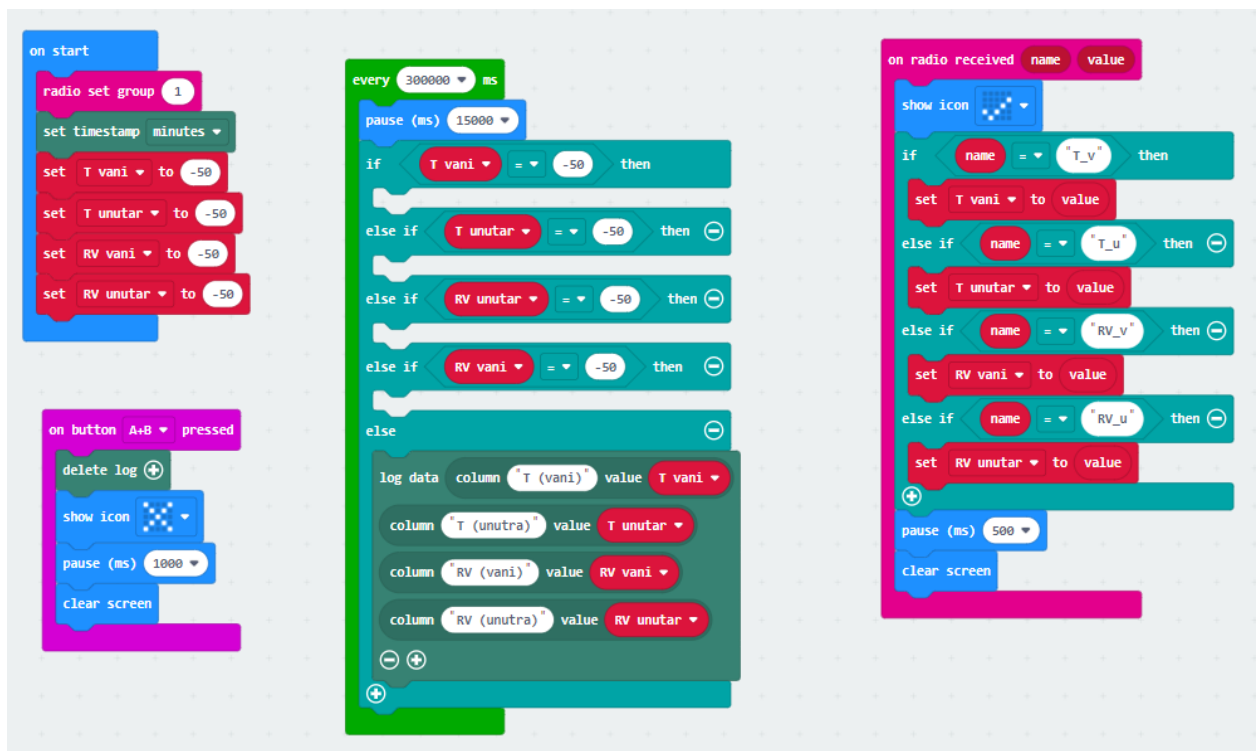 on start
radio set group 1
set timestamp minutes
set T vani to -50
set T unutar to -50
set RV vani to -50
set RV unutar to -50
on button A+B pressed
delete log
show icon
pause (ms) 1000
clear screen
every 300000 ms
pause (ms) 15000
if T vani = -50 then
else if T unutar = -50 then
else if RV unutar = -50 then
else if RV vani = -50 then
else
log data column "T (vani)" value T vani
column "T (unutra)" value T unutar
column "RV (vani)" value RV vani
column "RV (unutra)" value RV unutar
on radio received name value
show icon
if name = "T_v" then
set T vani to value
else if name = "T_u" then
set T unutar to value
else if name = "RV_v" then
set RV vani to value
else if name = "RV_u" then
set RV unutar to value
pause (ms) 500
clear screen